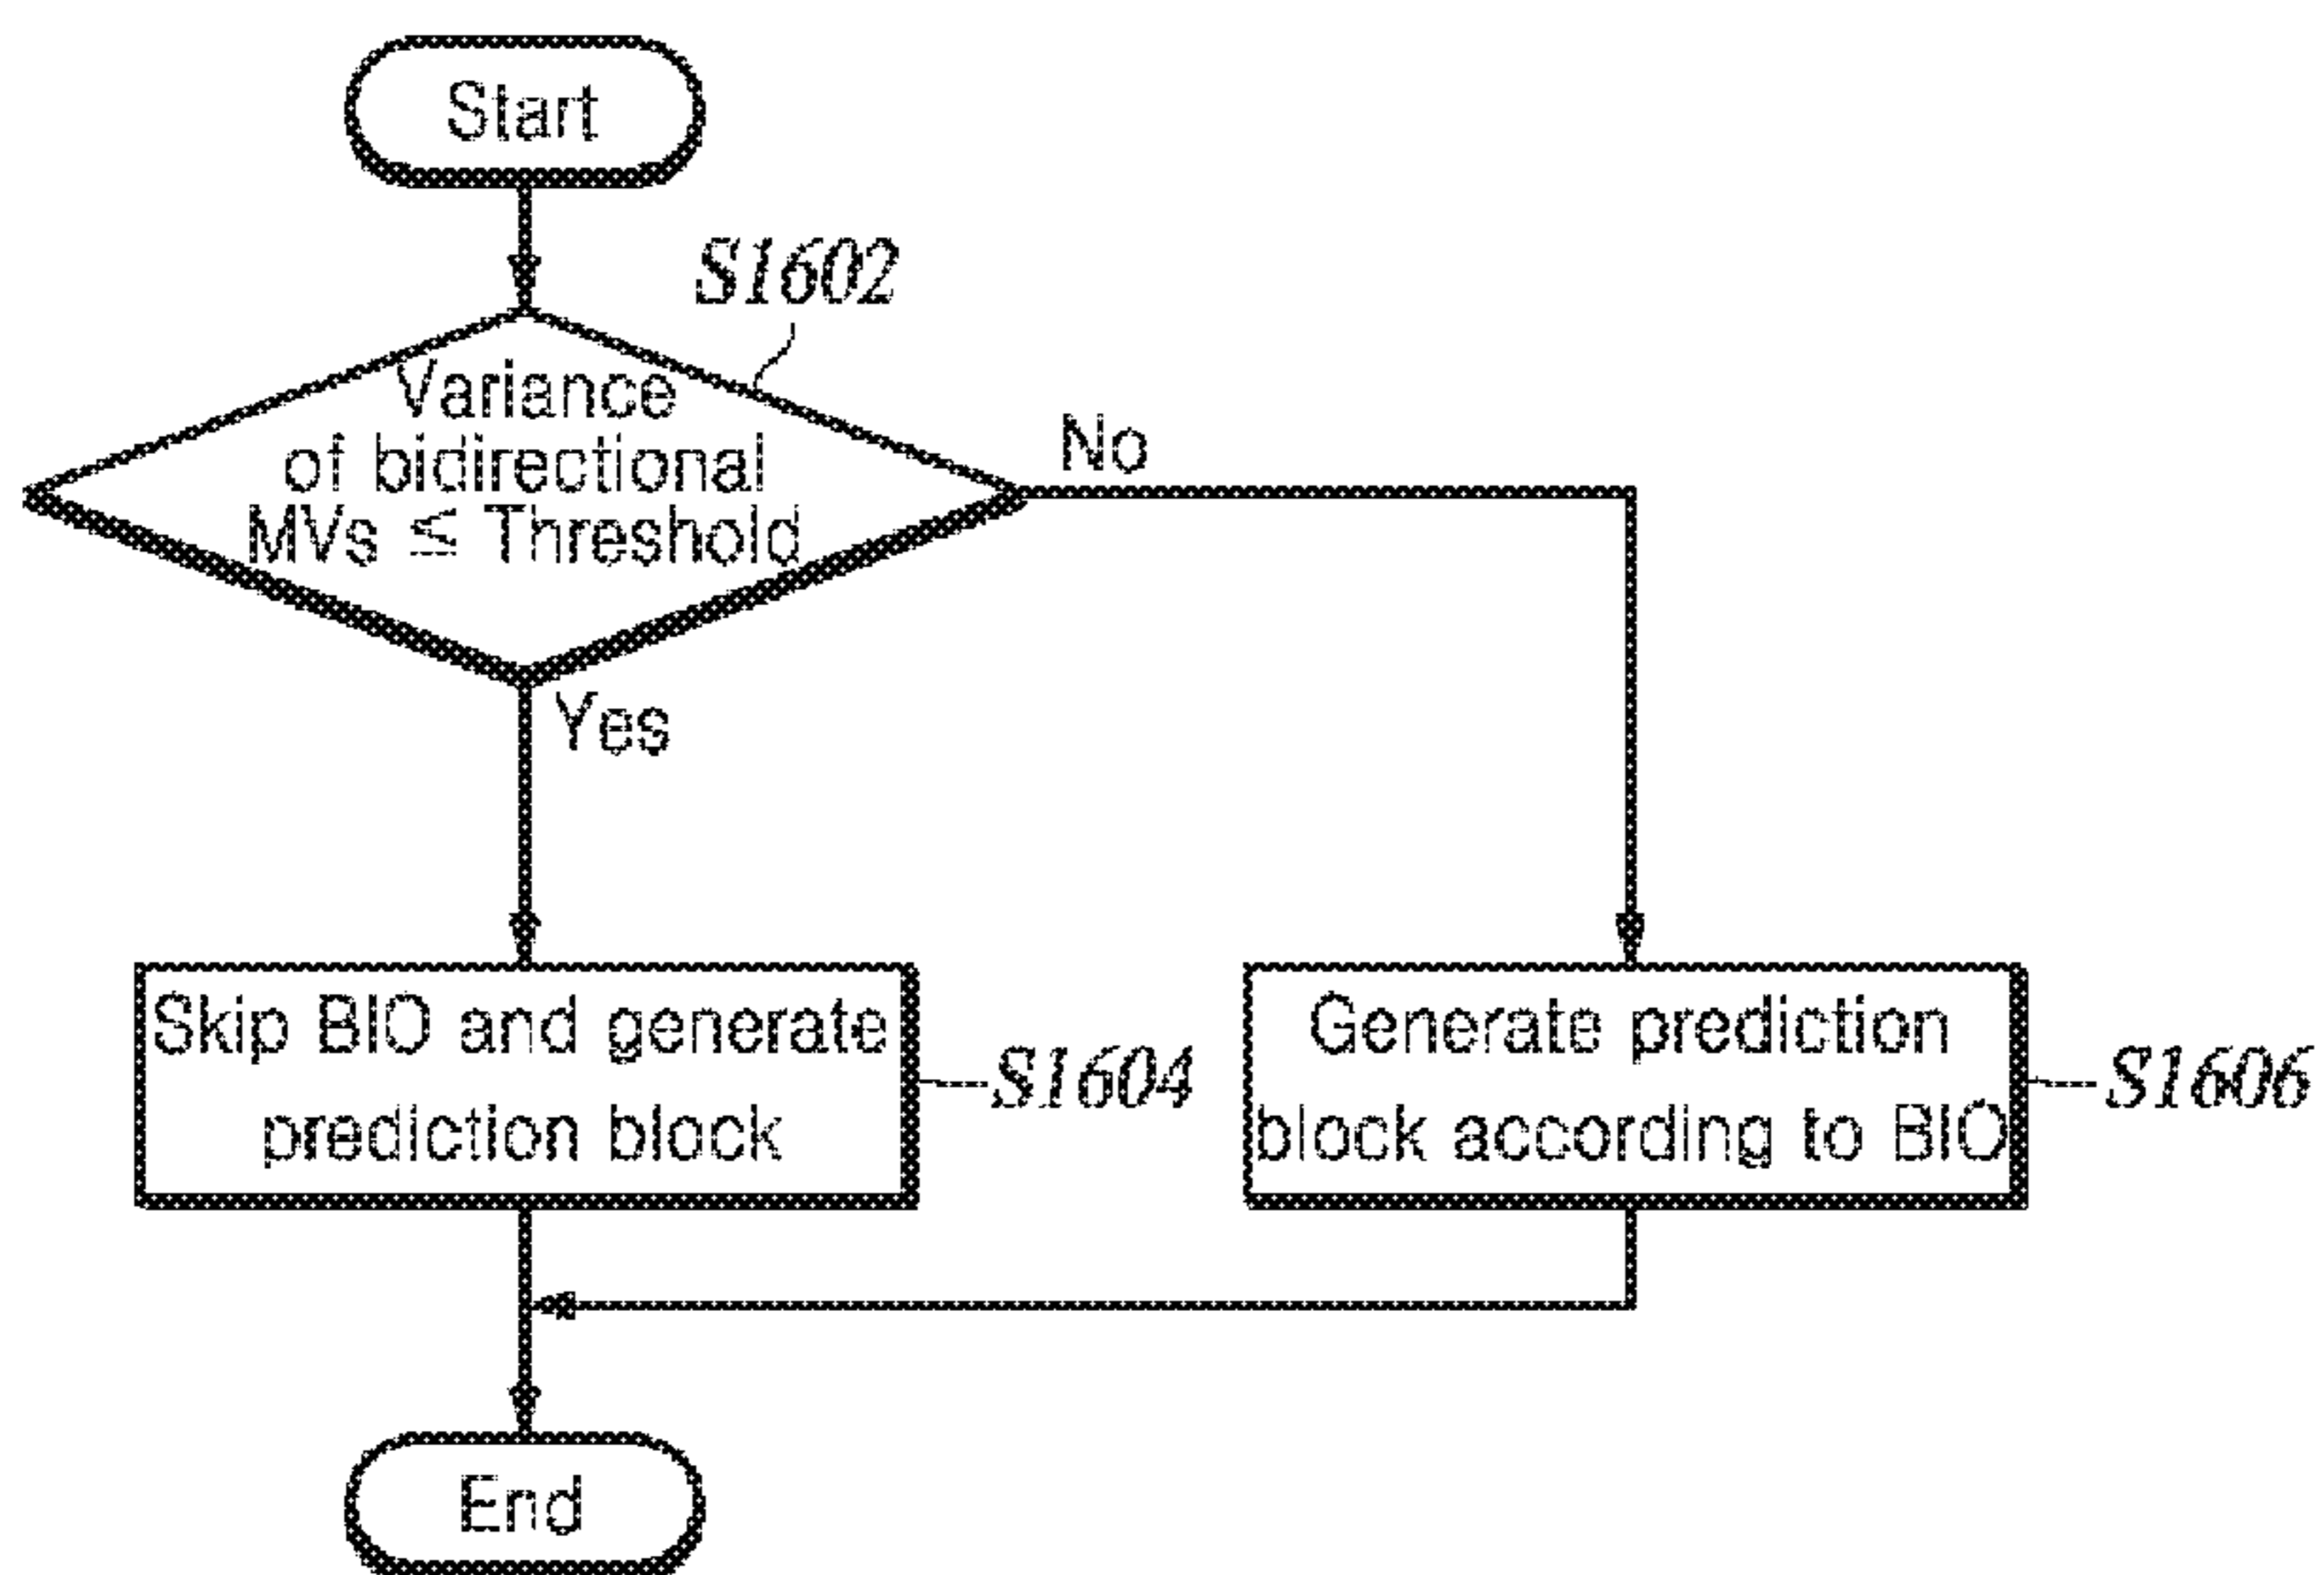 Start
S1602
Variance
of bidirectional
MVs ≤ Threshold
No
Yes
Skip BIO and generate
prediction block
S1604
Generate prediction
block according to BIO
S1606
End